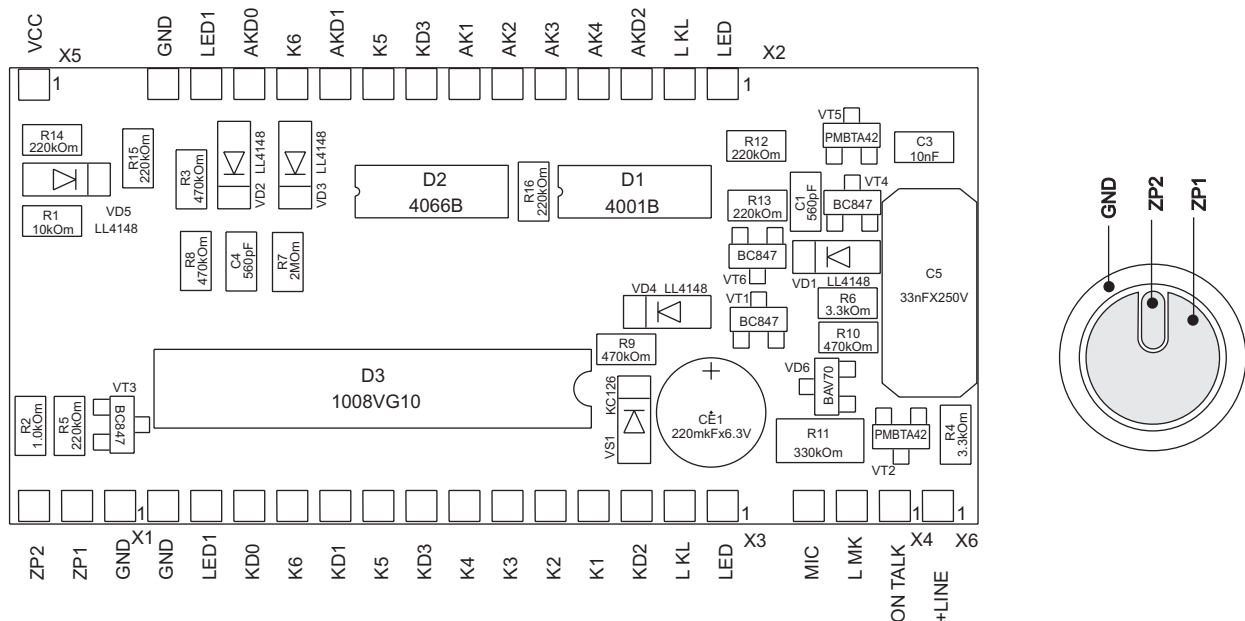 VCC
GND
LED1
AKD0
K6
AKD1
K5
KD3
AK1
AK2
AK3
AK4
AKD2
L KL
LED
X5
X2
1
1
R14
220kOm
R15
220kOm
VD5
LL4148
R1
10kOm
R3
470kOm
VD2 LL4148
VD3 LL4148
D2
4066B
R16
220kOm
D1
4001B
R12
220kOm
VT5
PMBTA42
C3
10nF
R13
220kOm
C1
560pF
VT4
BC847
R8
470kOm
C4
560pF
R7
2MOm
BC847
VT6
VD1
LL4148
C5
33nFX250V
VD4 LL4148
VT1
BC847
R6
3.3kOm
R10
470kOm
R9
470kOm
D3
1008VG10
VT3
BC847
R2
1.0kOm
R5
220kOm
VS1
KC126
+
CE1
220mkFx6.3V
VD6
BAV70
R11
330kOm
PMBTA42
VT2
R4
3.3kOm
1
1
1
1
X1
X3
X4
X6
ZP2
ZP1
GND
GND
LED1
KD0
K6
KD1
K5
KD3
K4
K3
K2
K1
KD2
L KL
LED
MIC
L MK
ON TALK
+LINE
GND
ZP2
ZP1